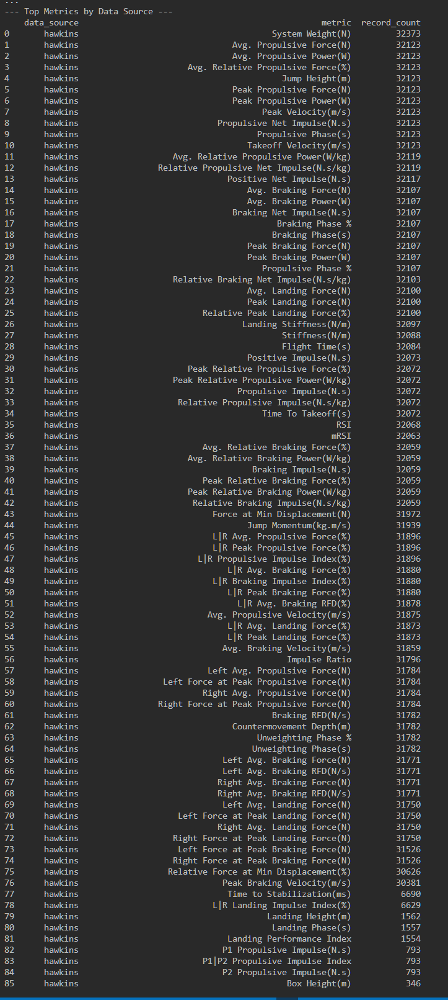 ...
--- Top Metrics by Data Source ---
data_source metric record_count
0 hawkins System Weight(N) 32373
1 hawkins Avg. Propulsive Force(N) 32123
2 hawkins Avg. Propulsive Power(W) 32123
3 hawkins Avg. Relative Propulsive Force(%) 32123
4 hawkins Jump Height(m) 32123
5 hawkins Peak Propulsive Force(N) 32123
6 hawkins Peak Propulsive Power(W) 32123
7 hawkins Peak Velocity(m/s) 32123
8 hawkins Propulsive Net Impulse(N.s) 32123
9 hawkins Propulsive Phase(s) 32123
10 hawkins Takeoff Velocity(m/s) 32123
11 hawkins Avg. Relative Propulsive Power(W/kg) 32119
12 hawkins Relative Propulsive Net Impulse(N.s/kg) 32119
13 hawkins Positive Net Impulse(N.s) 32117
14 hawkins Avg. Braking Force(N) 32107
15 hawkins Avg. Braking Power(W) 32107
16 hawkins Braking Net Impulse(N.s) 32107
17 hawkins Braking Phase % 32107
18 hawkins Braking Phase(s) 32107
19 hawkins Peak Braking Force(N) 32107
20 hawkins Peak Braking Power(W) 32107
21 hawkins Propulsive Phase % 32107
22 hawkins Relative Braking Net Impulse(N.s/kg) 32103
23 hawkins Avg. Landing Force(N) 32100
24 hawkins Peak Landing Force(N) 32100
25 hawkins Relative Peak Landing Force(%) 32100
26 hawkins Landing Stiffness(N/m) 32097
27 hawkins Stiffness(N/m) 32088
28 hawkins Flight Time(s) 32084
29 hawkins Positive Impulse(N.s) 32073
30 hawkins Peak Relative Propulsive Force(%) 32072
31 hawkins Peak Relative Propulsive Power(W/kg) 32072
32 hawkins Propulsive Impulse(N.s) 32072
33 hawkins Relative Propulsive Impulse(N.s/kg) 32072
34 hawkins Time To Takeoff(s) 32072
35 hawkins RSI 32068
36 hawkins mRSI 32063
37 hawkins Avg. Relative Braking Force(%) 32059
38 hawkins Avg. Relative Braking Power(W/kg) 32059
39 hawkins Braking Impulse(N.s) 32059
40 hawkins Peak Relative Braking Force(%) 32059
41 hawkins Peak Relative Braking Power(W/kg) 32059
42 hawkins Relative Braking Impulse(N.s/kg) 32059
43 hawkins Force at Min Displacement(N) 31972
44 hawkins Jump Momentum(kg.m/s) 31939
45 hawkins L|R Avg. Propulsive Force(%) 31896
46 hawkins L|R Peak Propulsive Force(%) 31896
47 hawkins L|R Propulsive Impulse Index(%) 31896
48 hawkins L|R Avg. Braking Force(%) 31880
49 hawkins L|R Braking Impulse Index(%) 31880
50 hawkins L|R Peak Braking Force(%) 31880
51 hawkins L|R Avg. Braking RFD(%) 31878
52 hawkins Avg. Propulsive Velocity(m/s) 31875
53 hawkins L|R Avg. Landing Force(%) 31873
54 hawkins L|R Peak Landing Force(%) 31873
55 hawkins Avg. Braking Velocity(m/s) 31859
56 hawkins Impulse Ratio 31796
57 hawkins Left Avg. Propulsive Force(N) 31784
58 hawkins Left Force at Peak Propulsive Force(N) 31784
59 hawkins Right Avg. Propulsive Force(N) 31784
60 hawkins Right Force at Peak Propulsive Force(N) 31784
61 hawkins Braking RFD(N/s) 31782
62 hawkins Countermovement Depth(m) 31782
63 hawkins Unweighting Phase % 31782
64 hawkins Unweighting Phase(s) 31782
65 hawkins Left Avg. Braking Force(N) 31771
66 hawkins Left Avg. Braking RFD(N/s) 31771
67 hawkins Right Avg. Braking Force(N) 31771
68 hawkins Right Avg. Braking RFD(N/s) 31771
69 hawkins Left Avg. Landing Force(N) 31750
70 hawkins Left Force at Peak Landing Force(N) 31750
71 hawkins Right Avg. Landing Force(N) 31750
72 hawkins Right Force at Peak Landing Force(N) 31750
73 hawkins Left Force at Peak Braking Force(N) 31526
74 hawkins Right Force at Peak Braking Force(N) 31526
75 hawkins Relative Force at Min Displacement(%) 30626
76 hawkins Peak Braking Velocity(m/s) 30381
77 hawkins Time to Stabilization(ms) 6690
78 hawkins L|R Landing Impulse Index(%) 6629
79 hawkins Landing Height(m) 1562
80 hawkins Landing Phase(s) 1557
81 hawkins Landing Performance Index 1554
82 hawkins P1 Propulsive Impulse(N.s) 793
83 hawkins P1|P2 Propulsive Impulse Index 793
84 hawkins P2 Propulsive Impulse(N.s) 793
85 hawkins Box Height(m) 346